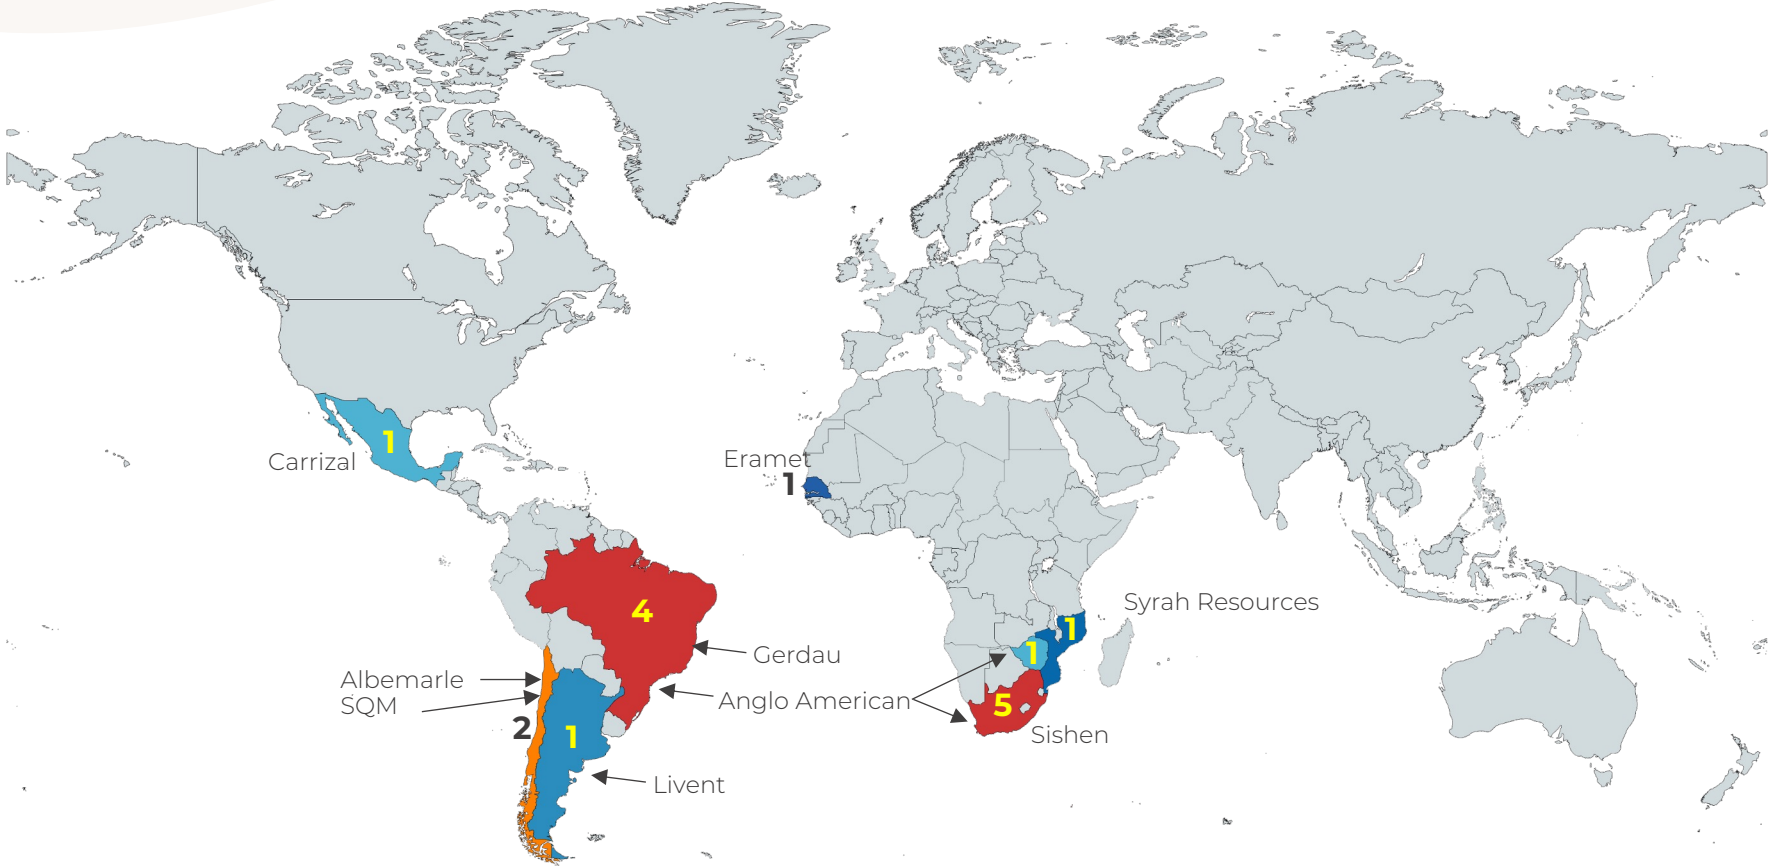 1
Carrizal
Eramet
1
4
Syrah Resources
1
1
Gerdau
Albemarle
SQM
Anglo American
5
2
1
Sishen
Livent